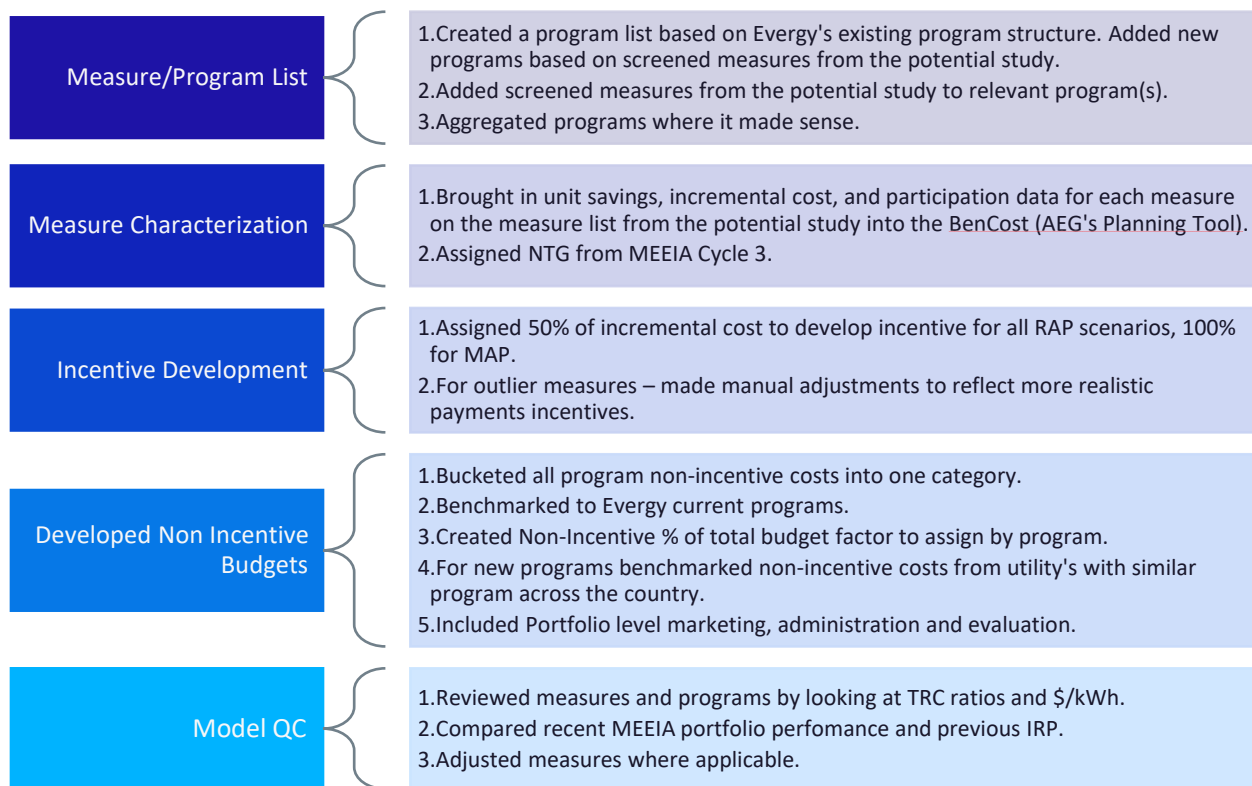 Measure/Program List
1.Created a program list based on Evergy's existing program structure. Added new
programs based on screened measures from the potential study.
2.Added screened measures from the potential study to relevant program(s).
3.Aggregated programs where it made sense.
Measure Characterization
1.Brought in unit savings, incremental cost, and participation data for each measure
on the measure list from the potential study into the BenCost (AEG's Planning Tool).
2.Assigned NTG from MEEIA Cycle 3.
Incentive Development
1.Assigned 50% of incremental cost to develop incentive for all RAP scenarios, 100%
for MAP.
2.For outlier measures – made manual adjustments to reflect more realistic
payments incentives.
Developed Non Incentive
Budgets
1.Bucketed all program non-incentive costs into one category.
2.Benchmarked to Evergy current programs.
3.Created Non-Incentive % of total budget factor to assign by program.
4.For new programs benchmarked non-incentive costs from utility's with similar
program across the country.
5.Included Portfolio level marketing, administration and evaluation.
Model QC
1.Reviewed measures and programs by looking at TRC ratios and $/kWh.
2.Compared recent MEEIA portfolio perfomance and previous IRP.
3.Adjusted measures where applicable.